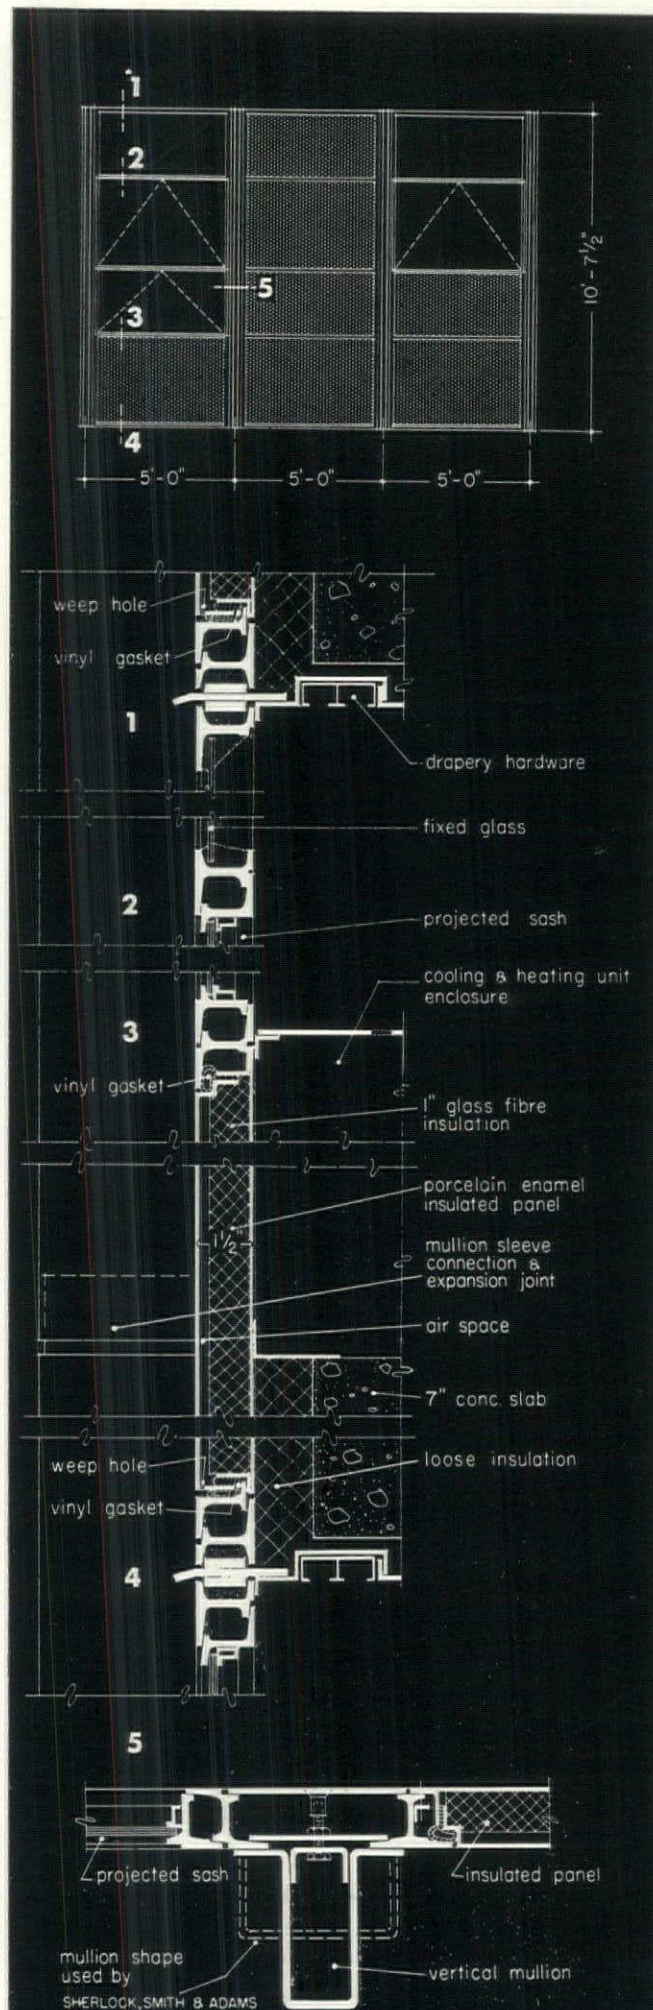 1
2
5
3
4
10'-7½"
5'-0" 5'-0" 5'-0"
weep hole
vinyl gasket
1
drapery hardware
fixed glass
2
projected sash
cooling & heating unit
enclosure
3
vinyl gasket
1" glass fibre
insulation
porcelain enamel
insulated panel
1½"
mullion sleeve
connection &
expansion joint
air space
7" conc. slab
weep hole
loose insulation
vinyl gasket
4
5
projected sash
insulated panel
mullion shape
used by
SHERLOCK, SMITH & ADAMS
vertical mullion